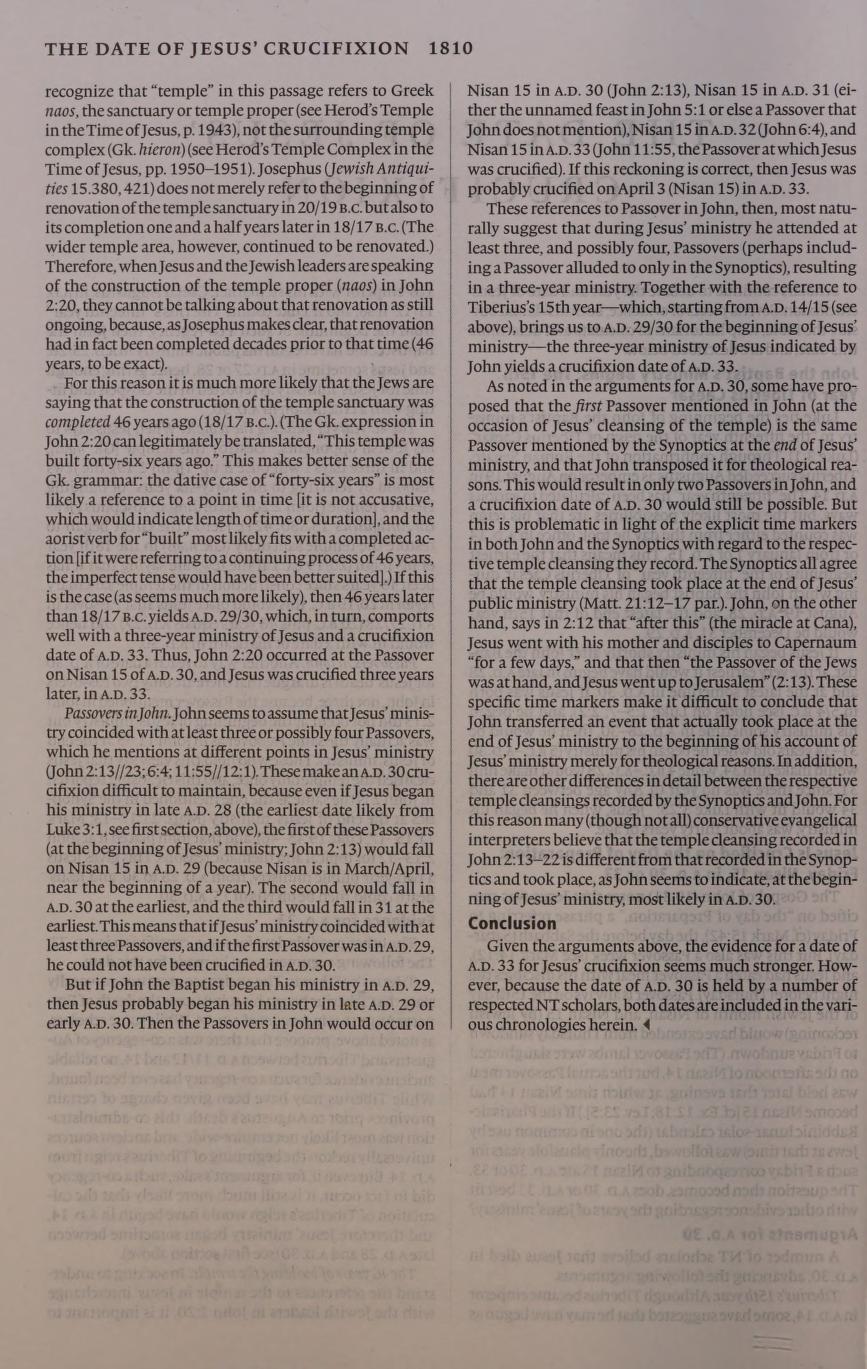 THE DATE OF JESUS' CRUCIFIXION 1810
recognize that “temple” in this passage refers to Greek
naos, the sanctuary or temple proper (see Herod’s Temple
in the Time of Jesus, p. 1943), not the surrounding temple
complex (Gk. hieron) (see Herod’s Temple Complex in the
Time of Jesus, pp. 1950–1951). Josephus (Jewish Antiqui-
ties 15.380, 421) does not merely refer to the beginning of
renovation of the temple sanctuary in 20/19 B.C. but also to
its completion one and a half years later in 18/17 B.C. (The
wider temple area, however, continued to be renovated.)
Therefore, when Jesus and the Jewish leaders are speaking
of the construction of the temple proper (naos) in John
2:20, they cannot be talking about that renovation as still
ongoing, because, as Josephus makes clear, that renovation
had in fact been completed decades prior to that time (46
years, to be exact).
For this reason it is much more likely that the Jews are
saying that the construction of the temple sanctuary was
completed 46 years ago (18/17 B.C.). (The Gk. expression in
John 2:20 can legitimately be translated, “This temple was
built forty-six years ago.” This makes better sense of the
Gk. grammar: the dative case of “forty-six years” is most
likely a reference to a point in time [it is not accusative,
which would indicate length of time or duration], and the
aorist verb for “built” most likely fits with a completed ac-
tion [if it were referring to a continuing process of 46 years,
the imperfect tense would have been better suited].) If this
is the case (as seems much more likely), then 46 years later
than 18/17 B.C. yields A.D. 29/30, which, in turn, comports
well with a three-year ministry of Jesus and a crucifixion
date of A.D. 33. Thus, John 2:20 occurred at the Passover
on Nisan 15 of A.D. 30, and Jesus was crucified three years
later, in A.D. 33.
Passovers in John. John seems to assume that Jesus’ minis-
try coincided with at least three or possibly four Passovers,
which he mentions at different points in Jesus’ ministry
(John 2:13//23; 6:4; 11:55//12:1). These make an A.D. 30 cru-
cifixion difficult to maintain, because even if Jesus began
his ministry in late A.D. 28 (the earliest date likely from
Luke 3:1, see first section, above), the first of these Passovers
(at the beginning of Jesus’ ministry; John 2:13) would fall
on Nisan 15 in A.D. 29 (because Nisan is in March/April,
near the beginning of a year). The second would fall in
A.D. 30 at the earliest, and the third would fall in 31 at the
earliest. This means that if Jesus’ ministry coincided with at
least three Passovers, and if the first Passover was in A.D. 29,
he could not have been crucified in A.D. 30.
But if John the Baptist began his ministry in A.D. 29,
then Jesus probably began his ministry in late A.D. 29 or
early A.D. 30. Then the Passovers in John would occur on
Nisan 15 in A.D. 30 (John 2:13), Nisan 15 in A.D. 31 (ei-
ther the unnamed feast in John 5:1 or else a Passover that
John does not mention), Nisan 15 in A.D. 32 (John 6:4), and
Nisan 15 in A.D. 33 (John 11:55, the Passover at which Jesus
was crucified). If this reckoning is correct, then Jesus was
probably crucified on April 3 (Nisan 15) in A.D. 33.
These references to Passover in John, then, most natu-
rally suggest that during Jesus’ ministry he attended at
least three, and possibly four, Passovers (perhaps includ-
ing a Passover alluded to only in the Synoptics), resulting
in a three-year ministry. Together with the reference to
Tiberius’s 15th year—which, starting from A.D. 14/15 (see
above), brings us to A.D. 29/30 for the beginning of Jesus’
ministry—the three-year ministry of Jesus indicated by
John yields a crucifixion date of A.D. 33.
As noted in the arguments for A.D. 30, some have pro-
posed that the first Passover mentioned in John (at the
occasion of Jesus’ cleansing of the temple) is the same
Passover mentioned by the Synoptics at the end of Jesus’
ministry, and that John transposed it for theological rea-
sons. This would result in only two Passovers in John, and
a crucifixion date of A.D. 30 would still be possible. But
this is problematic in light of the explicit time markers
in both John and the Synoptics with regard to the respec-
tive temple cleansing they record. The Synoptics all agree
that the temple cleansing took place at the end of Jesus’
public ministry (Matt. 21:12–17 par.). John, on the other
hand, says in 2:12 that “after this” (the miracle at Cana),
Jesus went with his mother and disciples to Capernaum
“for a few days,” and that then “the Passover of the Jews
was at hand, and Jesus went up to Jerusalem” (2:13). These
specific time markers make it difficult to conclude that
John transferred an event that actually took place at the
end of Jesus’ ministry to the beginning of his account of
Jesus’ ministry merely for theological reasons. In addition,
there are other differences in detail between the respective
temple cleansings recorded by the Synoptics and John. For
this reason many (though not all) conservative evangelical
interpreters believe that the temple cleansing recorded in
John 2:13–22 is different from that recorded in the Synop-
tics and took place, as John seems to indicate, at the begin-
ning of Jesus’ ministry, most likely in A.D. 30.
Conclusion
Given the arguments above, the evidence for a date of
A.D. 33 for Jesus’ crucifixion seems much stronger. How-
ever, because the date of A.D. 30 is held by a number of
respected NT scholars, both dates are included in the vari-
ous chronologies herein.